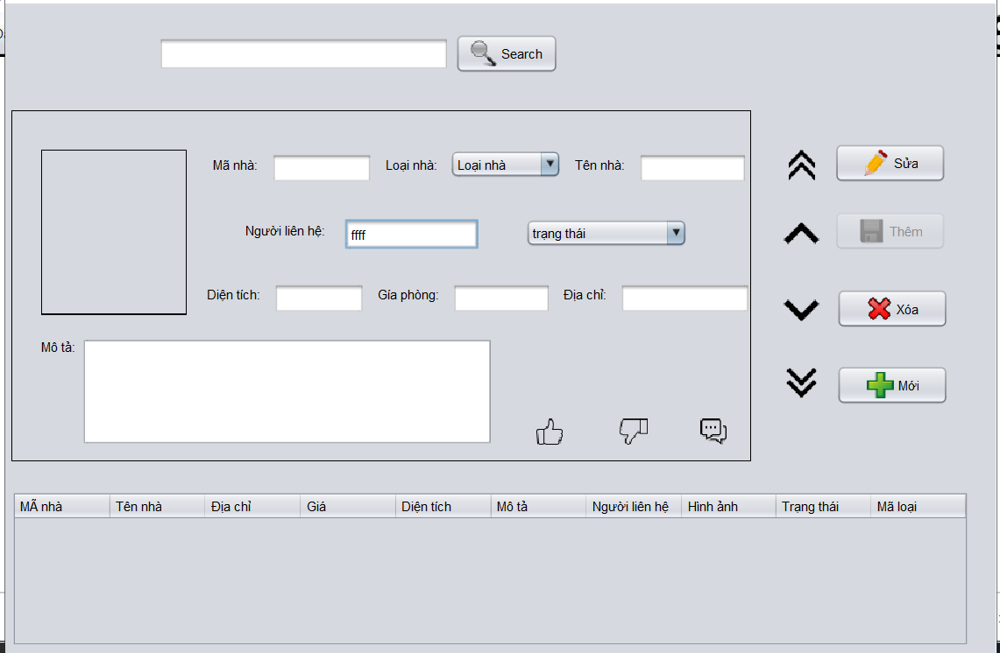 Search
Mã nhà:
Loại nhà:
Loại nhà
Tên nhà:
Sửa
Người liên hệ:
ffff
trạng thái
Thêm
Diện tích:
Gía phòng:
Địa chỉ:
Xóa
Mô tả:
Mới
MÃ nhà
Tên nhà
Địa chỉ
Giá
Diện tích
Mô tả
Người liên hệ
Hình ảnh
Trạng thái
Mã loại